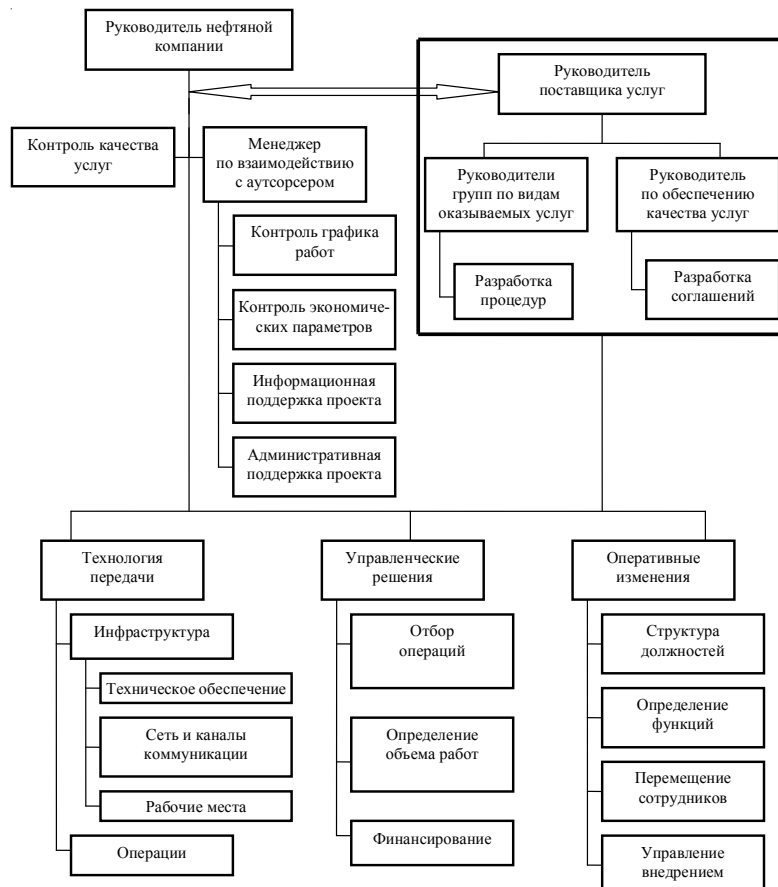 Руководитель нефтяной
компании
Руководитель
поставщика услуг
Контроль качества
услуг
Менеджер
по взаимодействию
с аутсорсером
Руководители
групп по видам
оказываемых услуг
Руководитель
по обеспечению
качества услуг
Контроль графика
работ
Разработка
процедур
Разработка
соглашений
Контроль экономиче-
ских параметров
Информационная
поддержка проекта
Административная
поддержка проекта
Технология
передачи
Управленческие
решения
Оперативные
изменения
Инфраструктура
Техническое обеспечение
Сеть и каналы
коммуникации
Рабочие места
Операции
Отбор
операций
Определение
объема работ
Финансирование
Структура
должностей
Определение
функций
Перемещение
сотрудников
Управление
внедрением